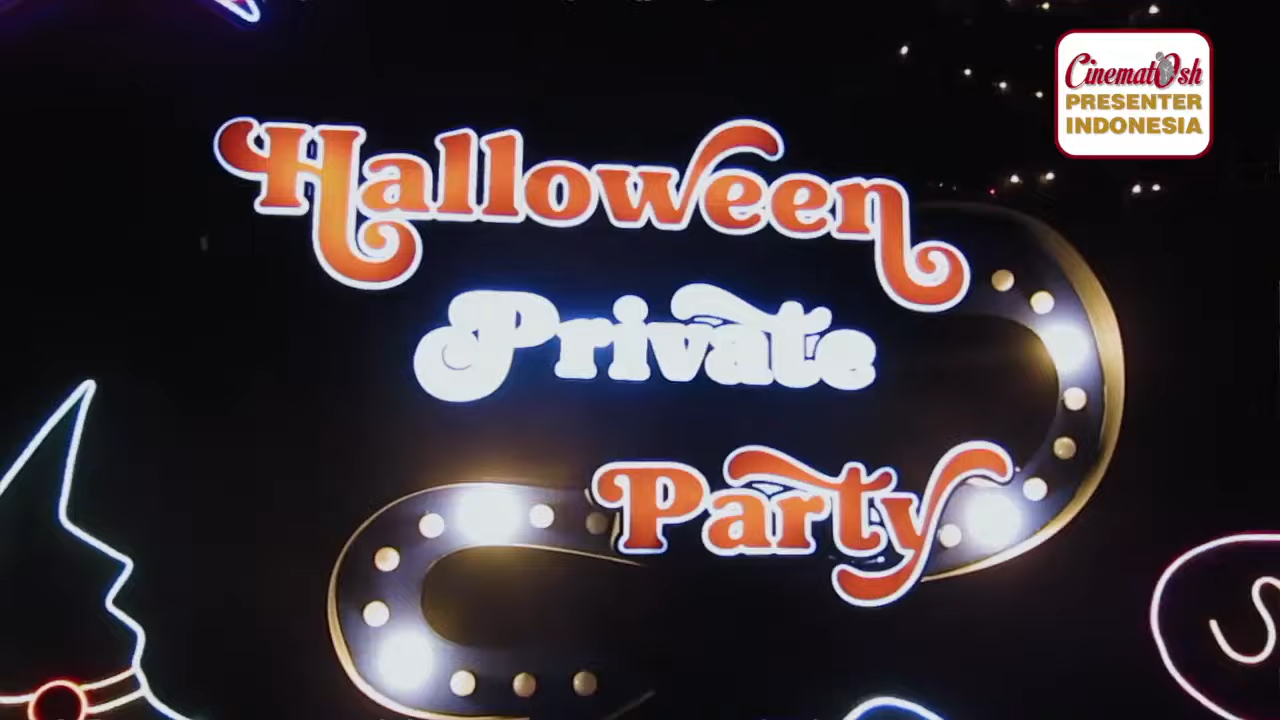 CinematOsh
PRESENTER
INDONESIA
Halloween
Private
Party